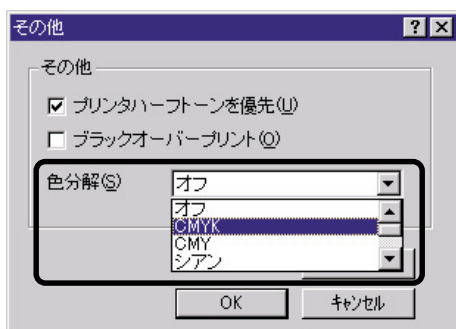 その他
その他
プリンタハーフトーンを優先(U)
ブラックオーバープリント(O)
色分解(S) オフ
オフ
CMYK
CMY
シアン
OK キャンセル